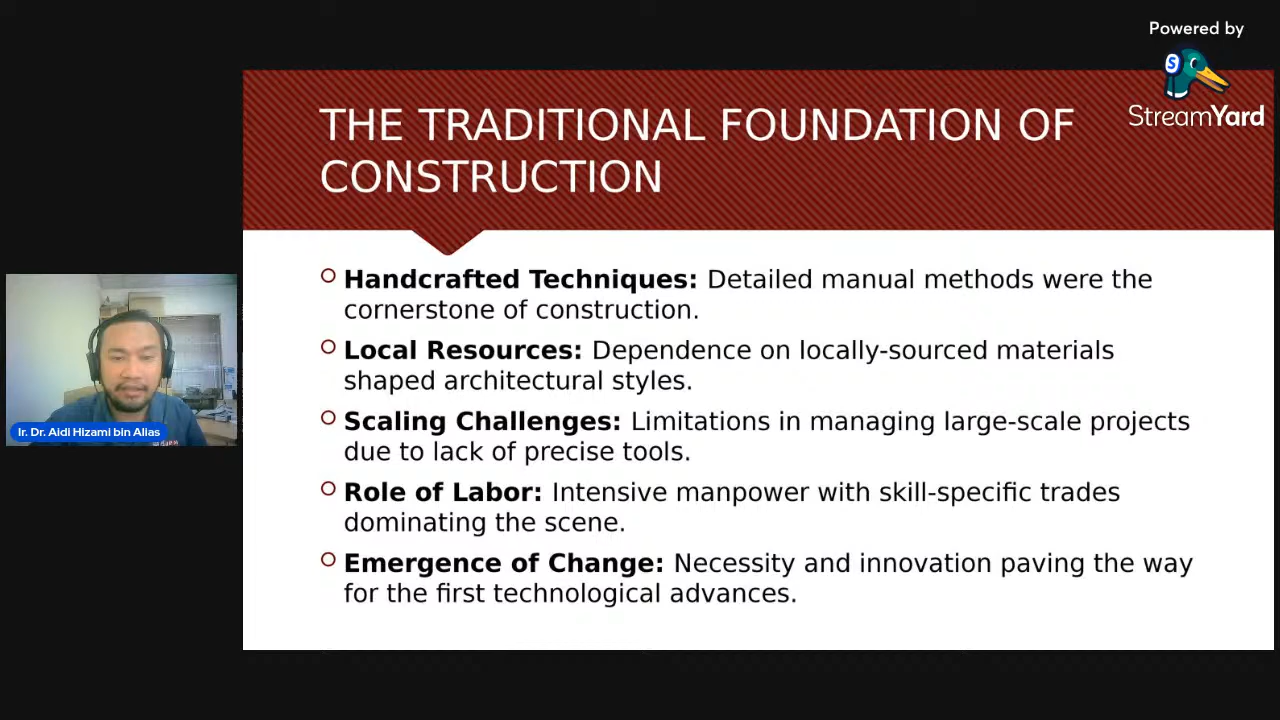 Powered by
StreamYard
THE TRADITIONAL FOUNDATION OF
CONSTRUCTION
Handcrafted Techniques: Detailed manual methods were the
cornerstone of construction.
Local Resources: Dependence on locally-sourced materials
shaped architectural styles.
Scaling Challenges: Limitations in managing large-scale projects
due to lack of precise tools.
Role of Labor: Intensive manpower with skill-specific trades
dominating the scene.
Emergence of Change: Necessity and innovation paving the way
for the first technological advances.
Ir. Dr. Aidi Hizami bin Alias